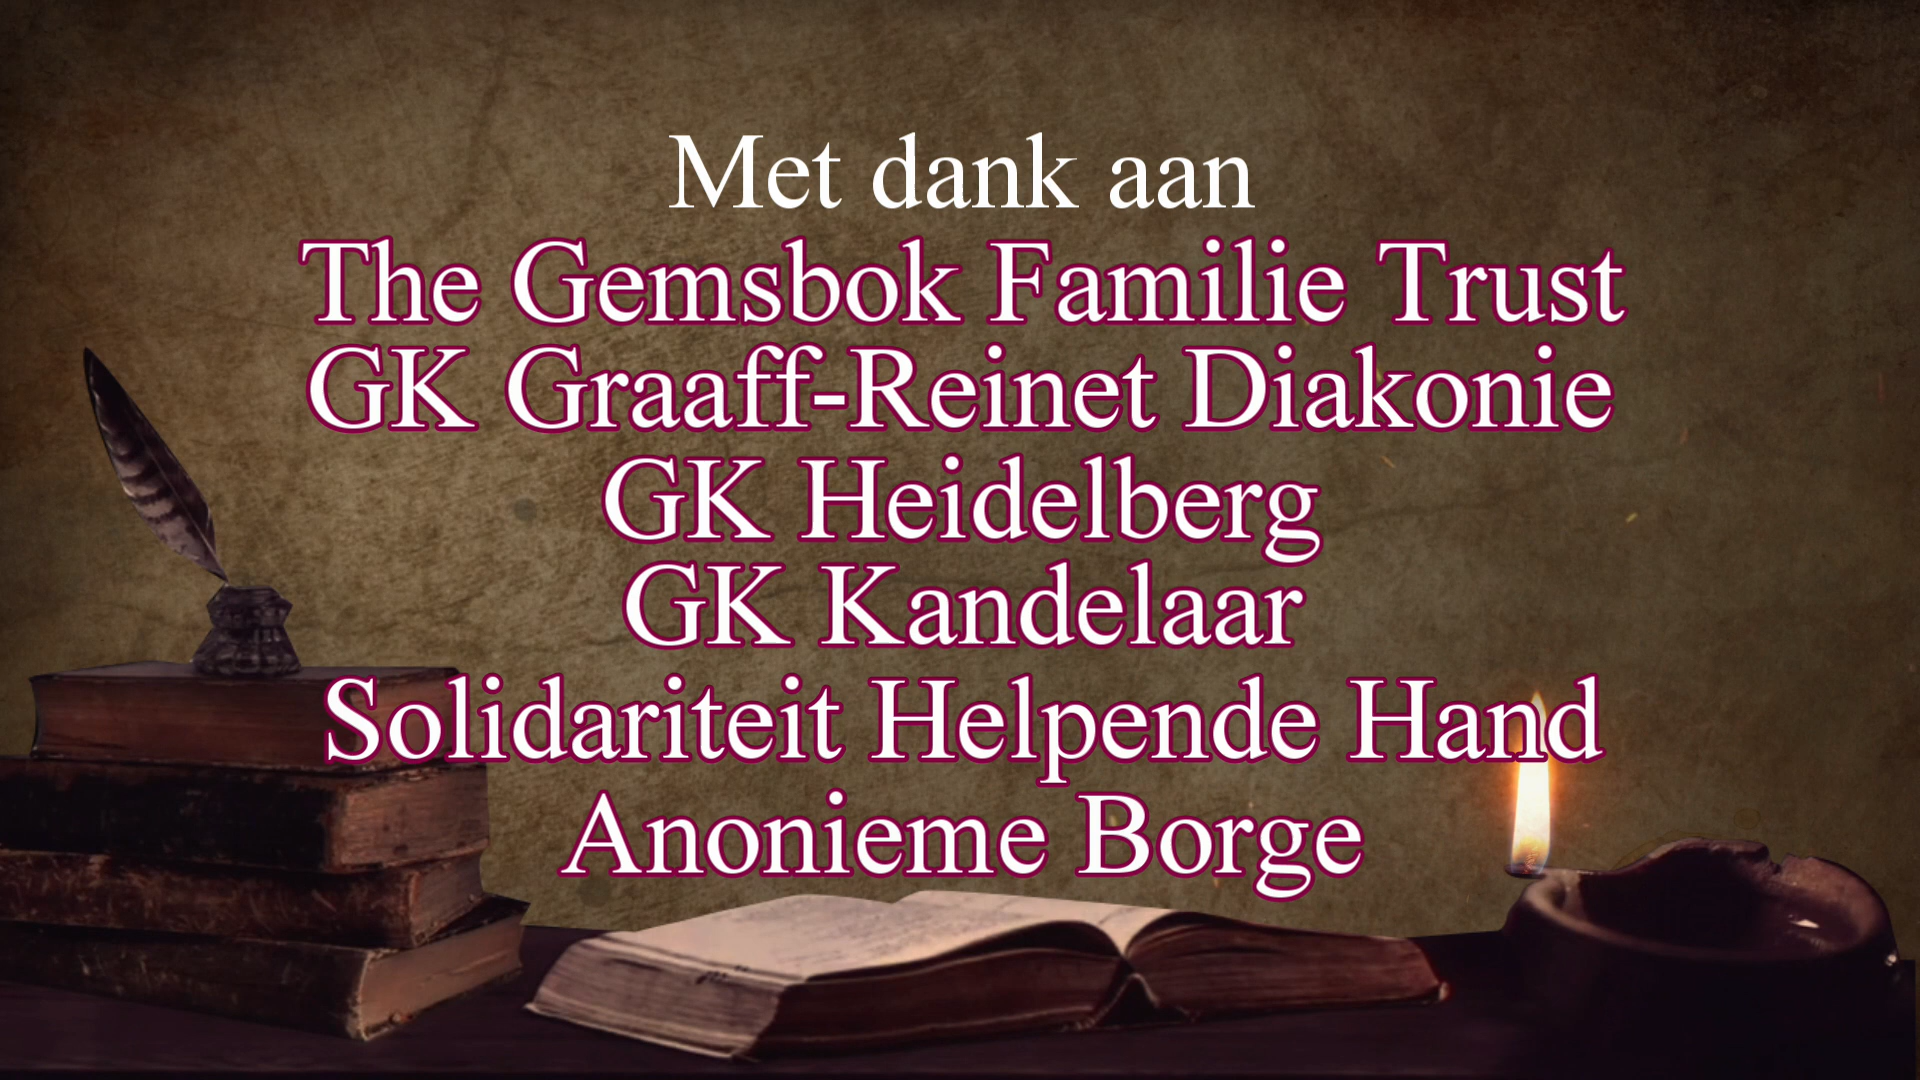 Met dank aan
The Gemsbok Familie Trust
GK Graaff-Reinet Diakonie
GK Heidelberg
GK Kandelaar
Solidariteit Helpende Hand
Anonieme Borge